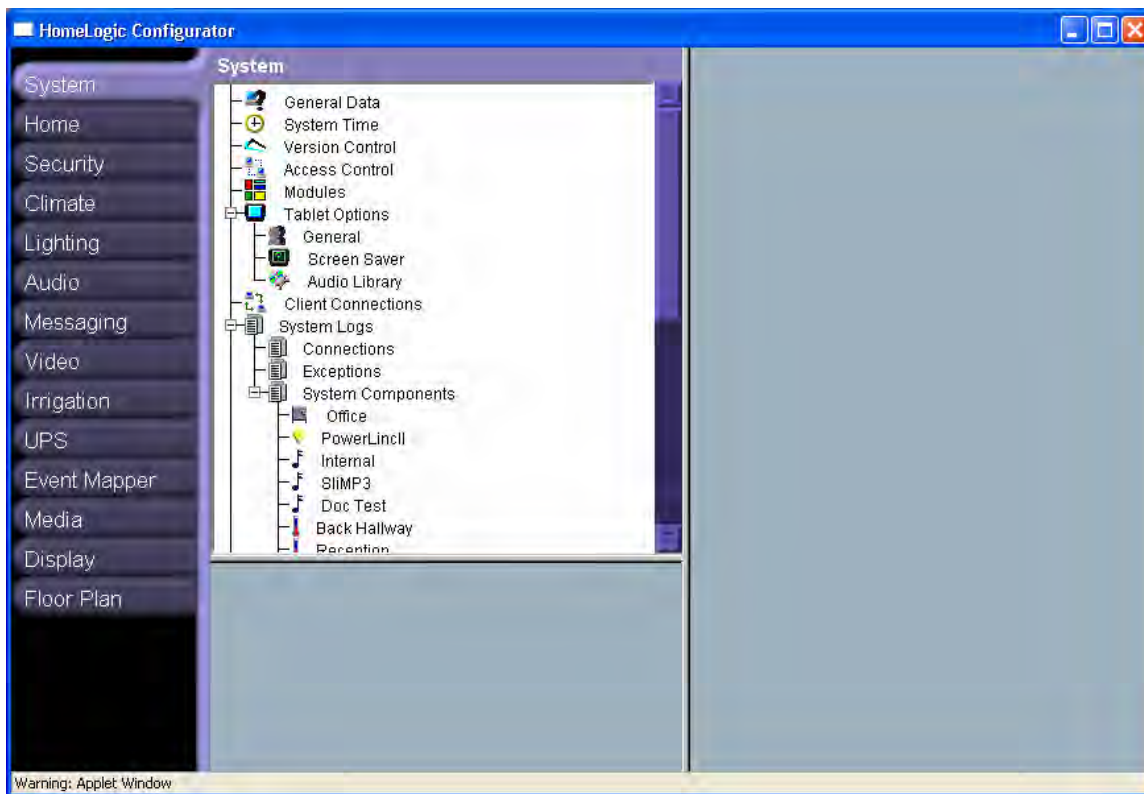 HomeLogic Configurator
System
Home
Security
Climate
Lighting
Audio
Messaging
Video
Irrigation
UPS
Event Mapper
Media
Display
Floor Plan
System
General Data
System Time
Version Control
Access Control
Modules
Tablet Options
General
Screen Saver
Audio Library
Client Connections
System Logs
Connections
Exceptions
System Components
Office
PowerLincII
Internal
SliMP3
Doc Test
Back Hallway
Reception
Warning: Applet Window